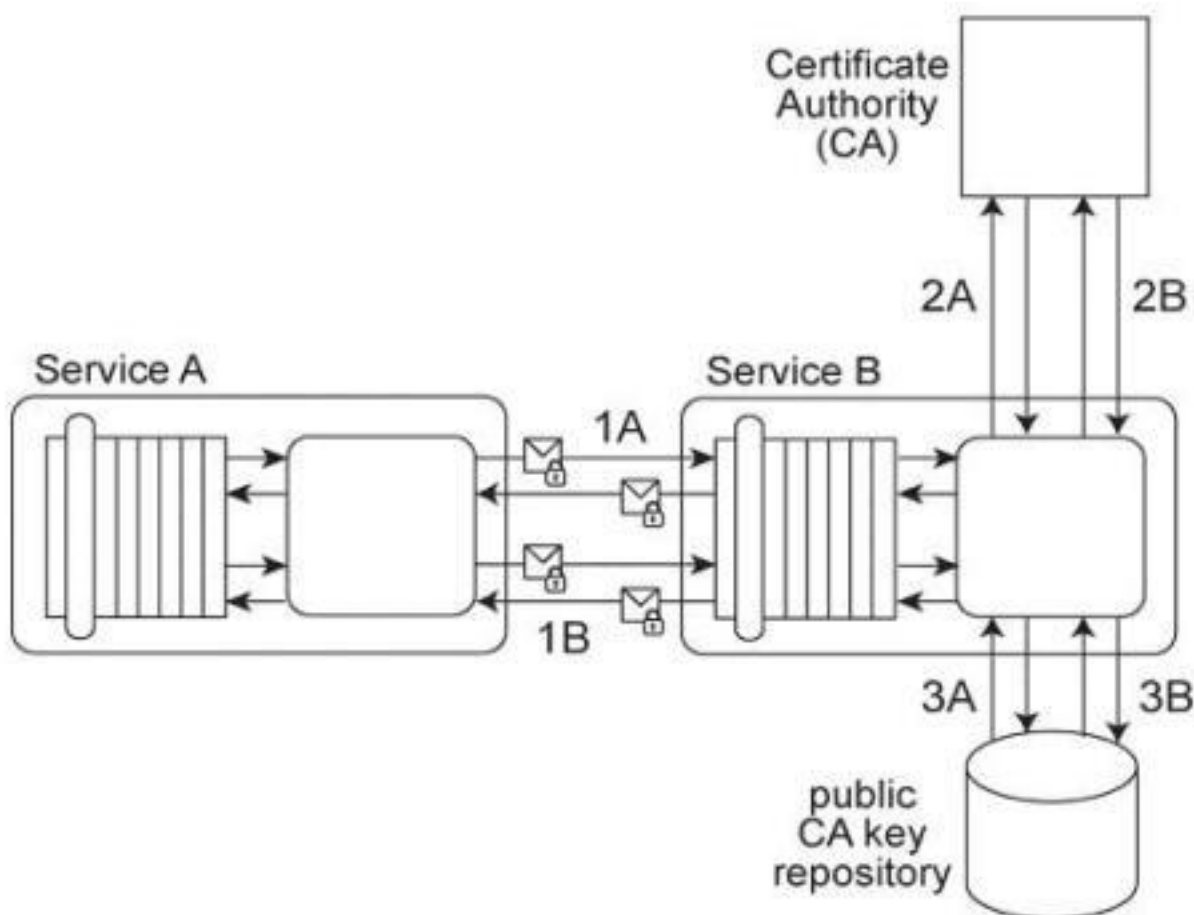 Certificate
Authority
(CA)
2A
2B
Service A
Service B
1A
1B
3A
3B
public
CA key
repository